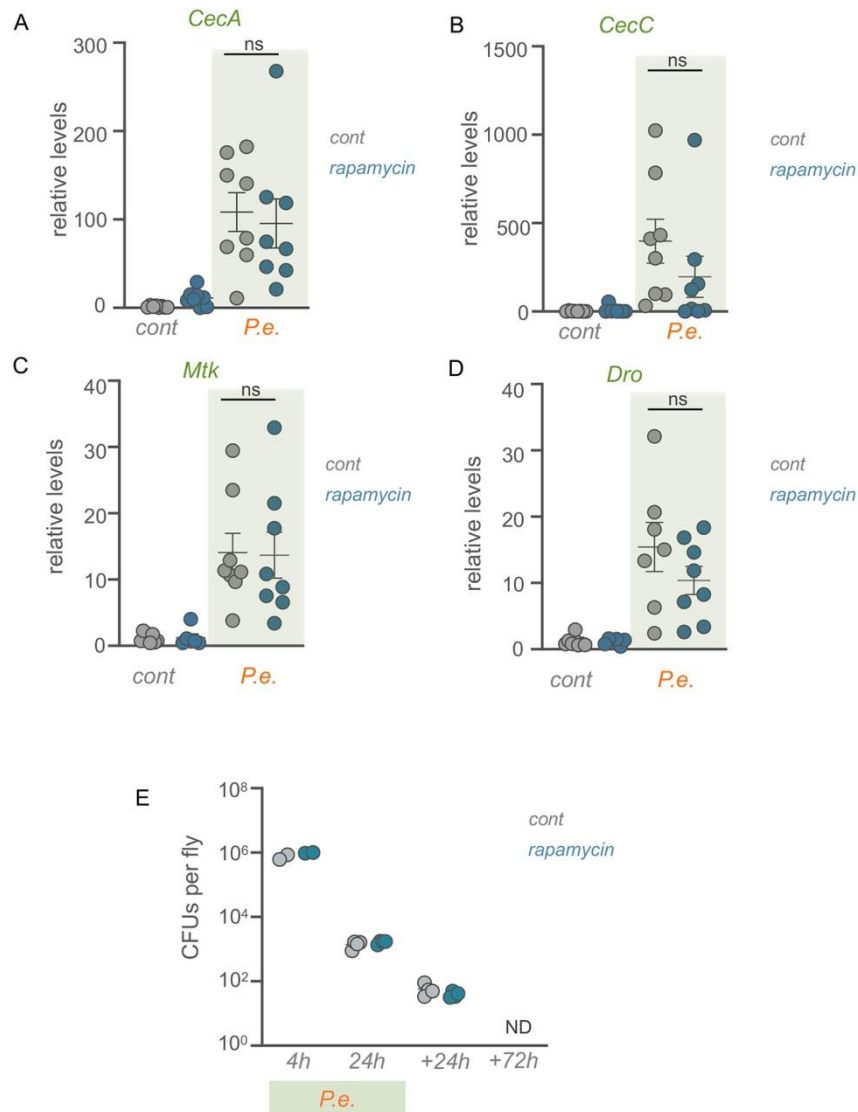 A
CecA
300
200
100
0
relative levels
ns
cont
P.e.
cont
rapamycin
B
CecC
1500
1000
500
0
relative levels
ns
cont
P.e.
cont
rapamycin
C
Mtk
40
30
20
10
0
relative levels
ns
cont
P.e.
cont
rapamycin
D
Dro
40
30
20
10
0
relative levels
ns
cont
P.e.
cont
rapamycin
E
10⁸
10⁶
10⁴
10²
10⁰
CFUs per fly
ND
4h 24h +24h +72h
P.e.
cont
rapamycin